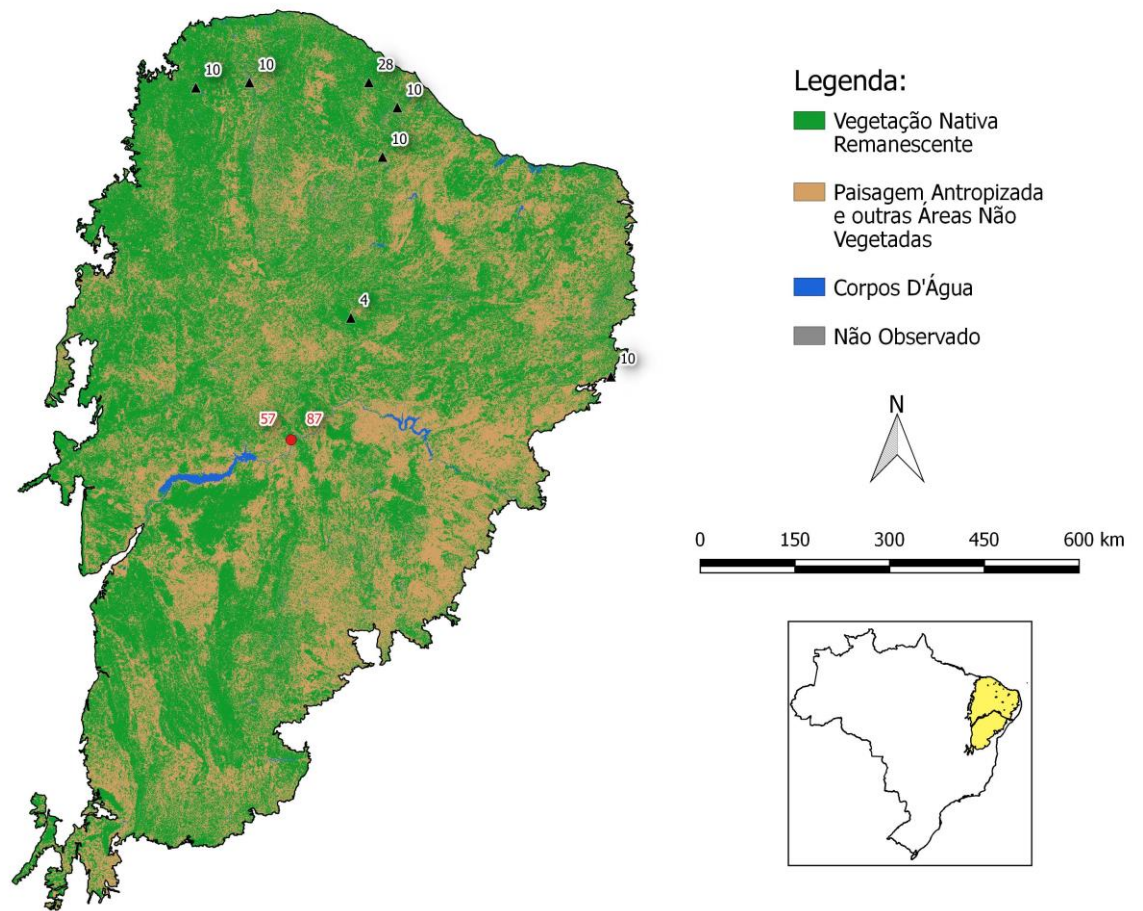 10
10
28
10
10
4
10
57
87
Legenda:
Vegetação Nativa
Remanescente
Paisagem Antropizada
e outras Áreas Não
Vegetadas
Corpos D'Água
Não Observado
N
0 150 300 450 600 km